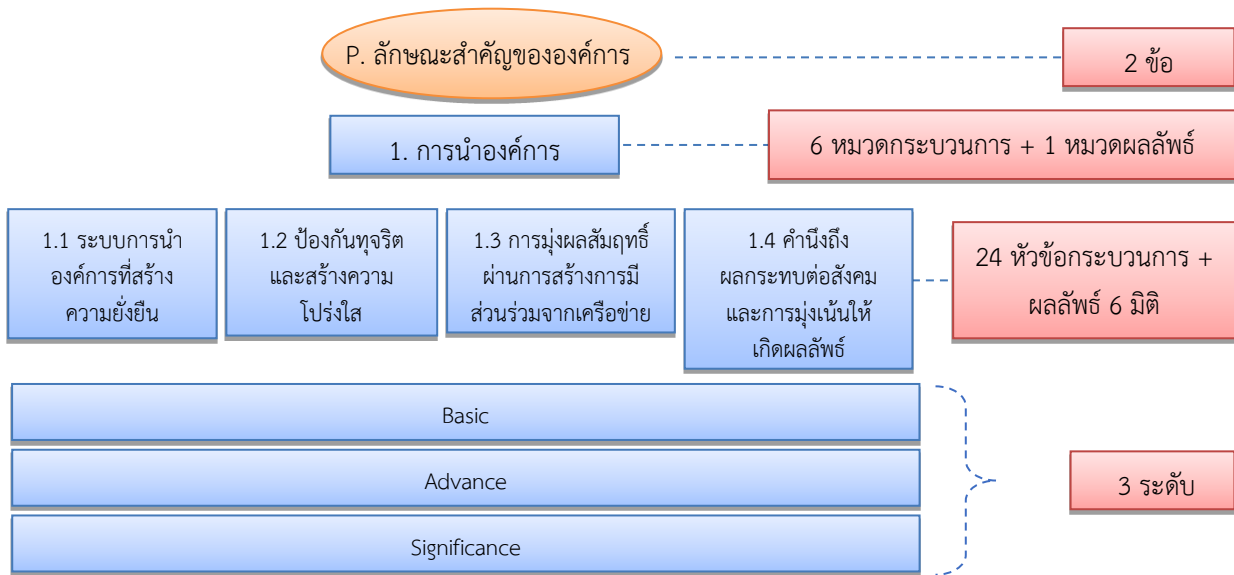 P. ลักษณะสำคัญขององค์การ
2 ข้อ
1. การนำองค์การ
6 หมวดกระบวนการ + 1 หมวดผลลัพธ์
1.1 ระบบการนำ
องค์การที่สร้าง
ความยั่งยืน
1.2 ป้องกันทุจริต
และสร้างความ
โปร่งใส
1.3 การมุ่งผลสัมฤทธิ์
ผ่านการสร้างการมี
ส่วนร่วมจากเครือข่าย
1.4 คำนึงถึง
ผลกระทบต่อสังคม
และการมุ่งเน้นให้
เกิดผลลัพธ์
24 หัวข้อกระบวนการ +
ผลลัพธ์ 6 มิติ
Basic
Advance
Significance
3 ระดับ